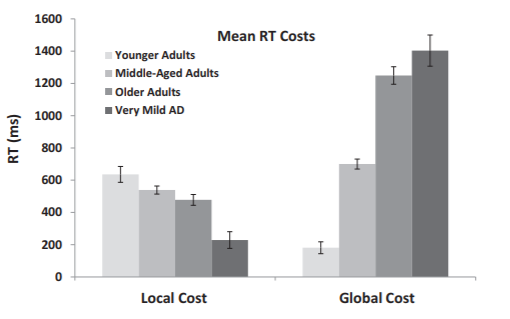 Mean RT Costs
Younger Adults
Middle-Aged Adults
Older Adults
Very Mild AD
RT (ms)
1600
1400
1200
1000
800
600
400
200
0
Local Cost Global Cost